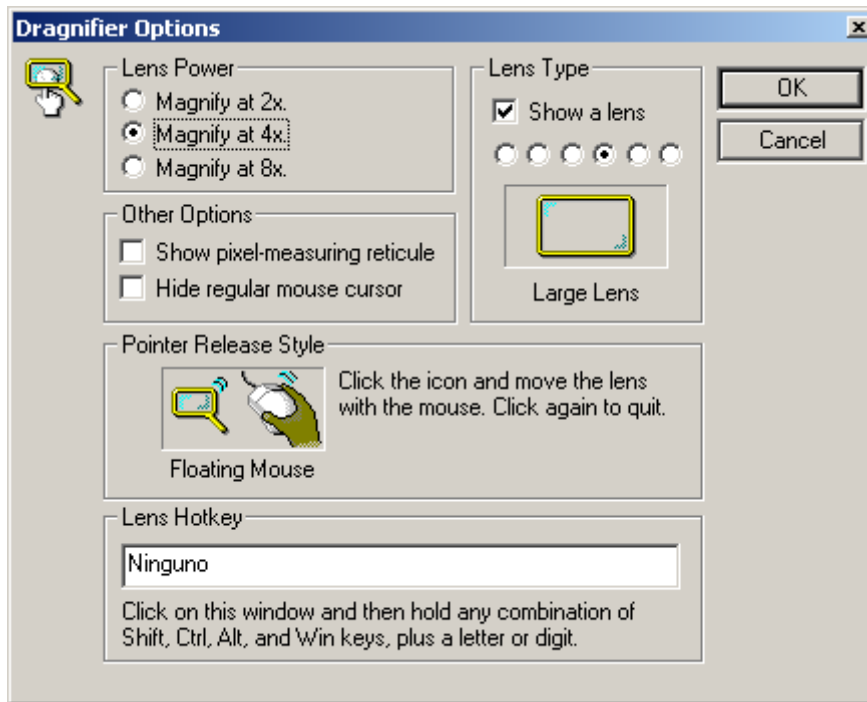 Dragnifier Options
Lens Power
Magnify at 2x.
Magnify at 4x.
Magnify at 8x.
Lens Type
Show a lens
Large Lens
OK
Cancel
Other Options
Show pixel-measuring reticule
Hide regular mouse cursor
Pointer Release Style
Click the icon and move the lens
with the mouse. Click again to quit.
Floating Mouse
Lens Hotkey
Ninguno
Click on this window and then hold any combination of
Shift, Ctrl, Alt, and Win keys, plus a letter or digit.